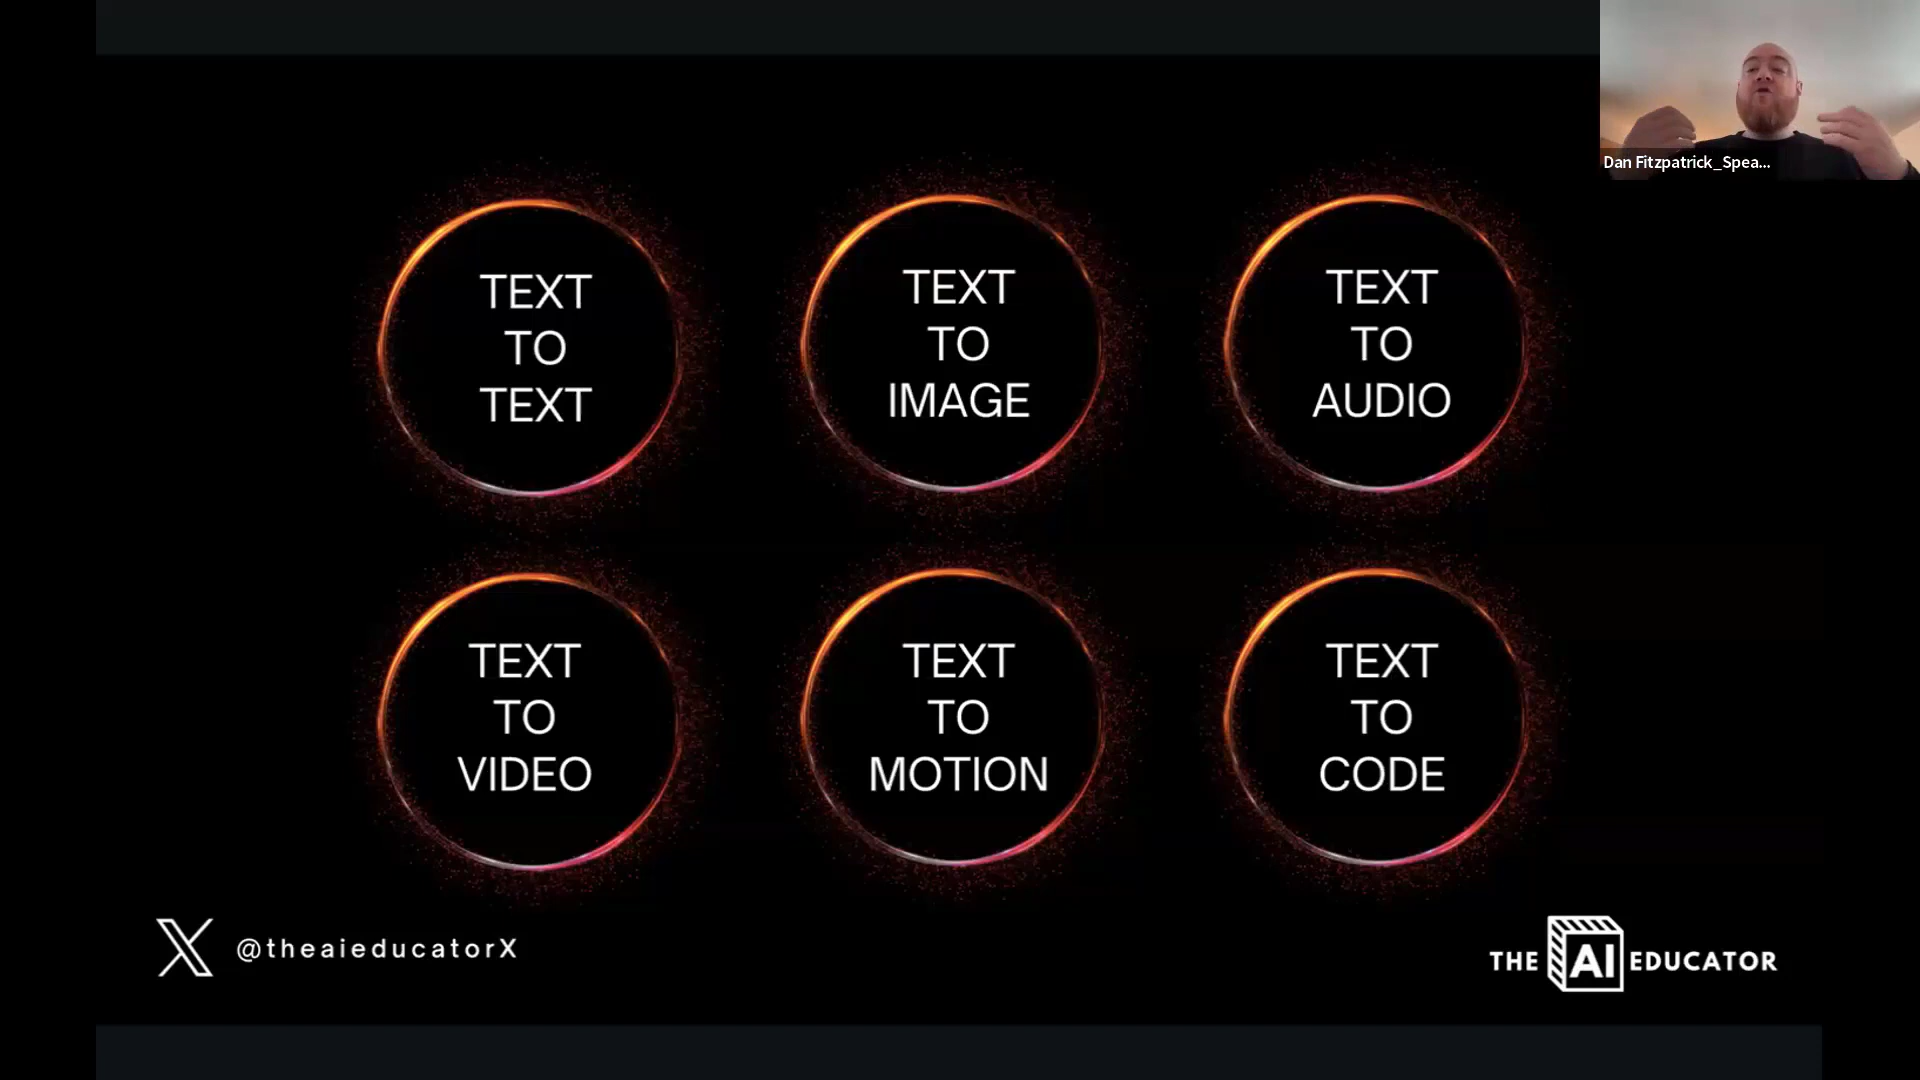 Dan Fitzpatrick_Spea...
TEXT
TO
TEXT
TEXT
TO
IMAGE
TEXT
TO
AUDIO
TEXT
TO
VIDEO
TEXT
TO
MOTION
TEXT
TO
CODE
@theaieducatorX
THE AI EDUCATOR